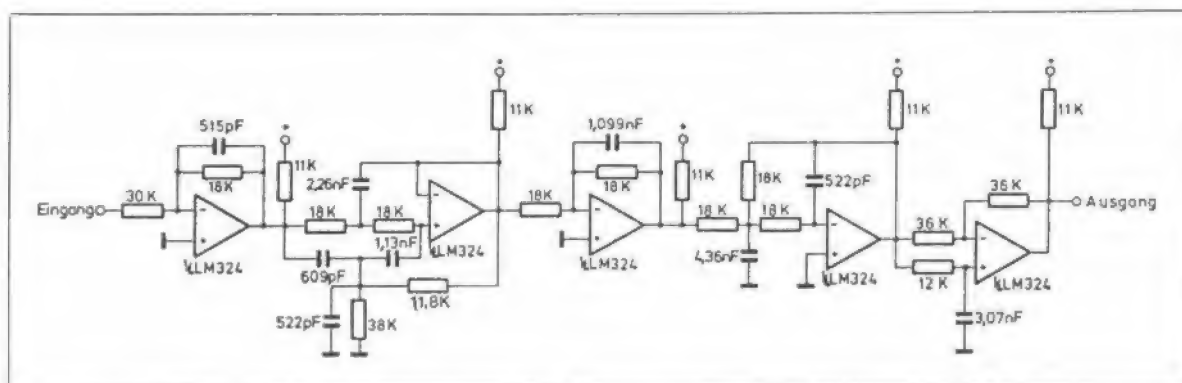 +
+
+
+
+
515pF
11K
1,099nF
11K
11K
11K
18K
2,26nF
11K
18K
522pF
36K
30K
18K
18K
18K
18K
Eingang
-
+
-
+
-
+
18K
18K
-
+
36K
-
+
Ausgang
¼LM324
¼LM324
1,13nF
¼LM324
4,36nF
¼LM324
12K
¼LM324
609pF
11,8K
3,07nF
522pF
38K